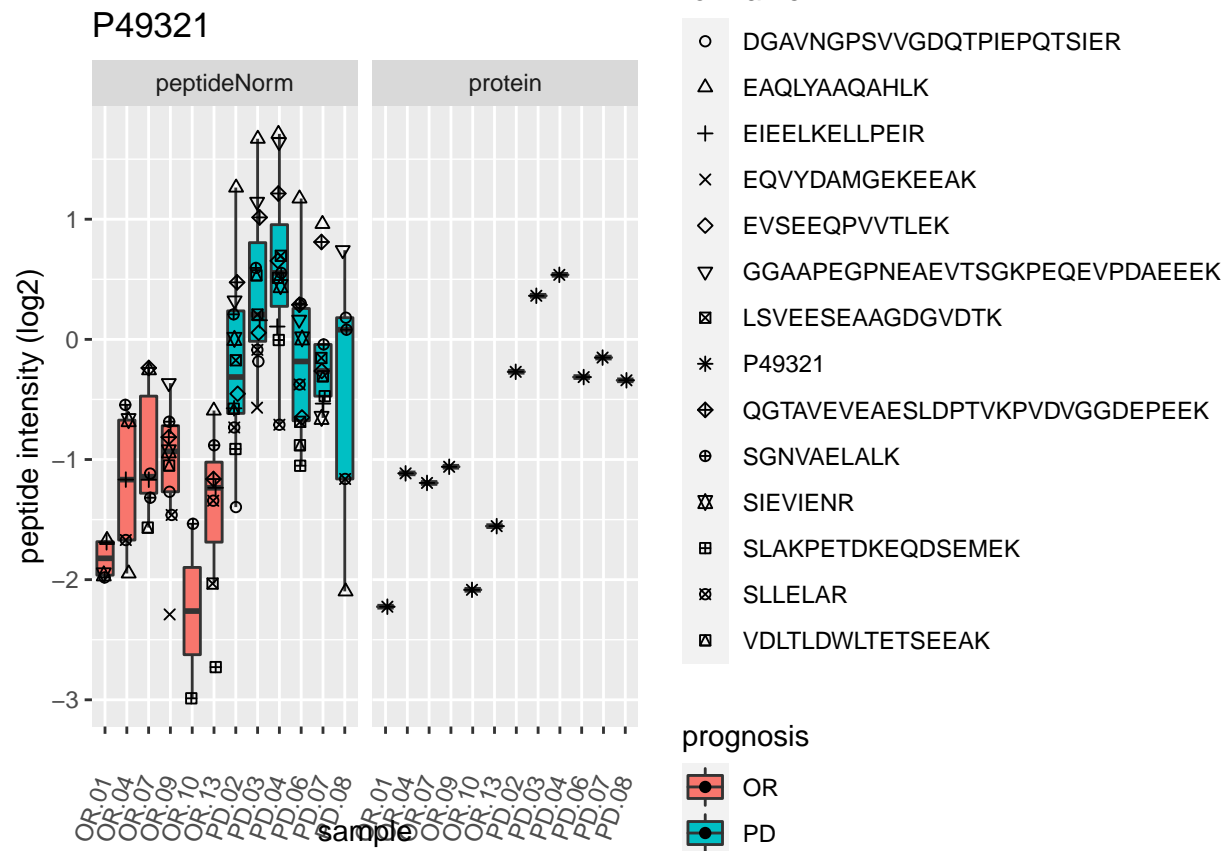 P49321
peptideNorm
protein
peptide intensity (log2)
1
0
−1
−2
−3
OR.01
OR.04
OR.07
OR.09
OR.10
OR.13
PD.02
PD.03
PD.04
PD.06
PD.07
PD.08
OR.01
OR.04
OR.07
OR.09
OR.10
OR.13
PD.02
PD.03
PD.04
PD.06
PD.07
PD.08
sample
DGAVNGPSVVGDQTPIEPQTSIER
EAQLYAAQAHLK
EIEELKELLPEIR
EQVYDAMGEKEEAK
EVSEEQPVVTLEK
GGAAPEGPNEAEVTSGKPEQEVPDAEEEK
LSVEESEAAGDGVDTK
P49321
QGTAVEVEAESLDPTVKPVDVGGDEPEEK
SGNVAELALK
SIEVIENR
SLAKPETDKEQDSEMEK
SLLELAR
VDLTLDWLTETSEEAK
prognosis
OR
PD